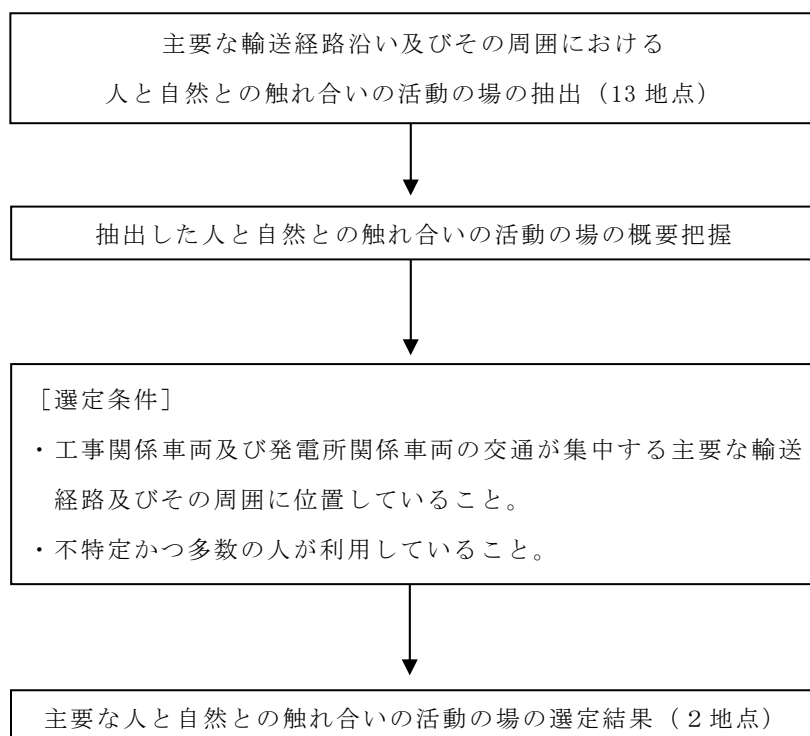 主要な輸送経路沿い及びその周囲における
人と自然との触れ合いの活動の場の抽出（13 地点）
抽出した人と自然との触れ合いの活動の場の概要把握
［選定条件］
・工事関係車両及び発電所関係車両の交通が集中する主要な輸送
経路及びその周囲に位置していること。
・不特定かつ多数の人が利用していること。
主要な人と自然との触れ合いの活動の場の選定結果（２地点）